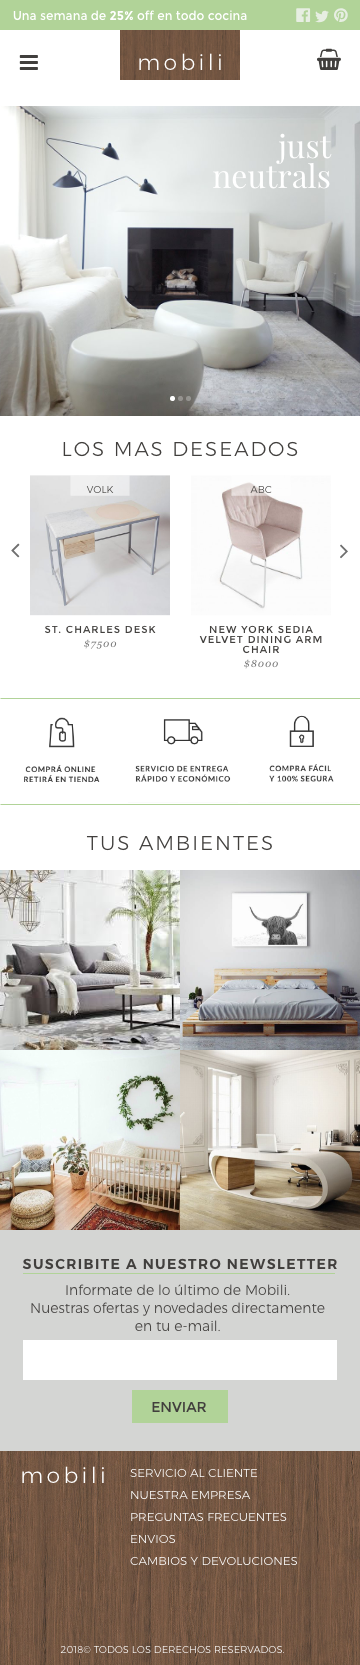 Una semana de 25% off en todo cocina
mobili
just
neutrals
LOS MAS DESEADOS
VOLK
ABC
ST. CHARLES DESK
$7500
NEW YORK SEDIA
VELVET DINING ARM
CHAIR
$8000
COMPRÁ ONLINE
RETIRÁ EN TIENDA
SERVICIO DE ENTREGA
RÁPIDO Y ECONÓMICO
COMPRA FÁCIL
Y 100% SEGURA
TUS AMBIENTES
SUSCRIBITE A NUESTRO NEWSLETTER
Informate de lo último de Mobili.
Nuestras ofertas y novedades directamente
en tu e-mail.
ENVIAR
mobili
SERVICIO AL CLIENTE
NUESTRA EMPRESA
PREGUNTAS FRECUENTES
ENVIOS
CAMBIOS Y DEVOLUCIONES
2018© TODOS LOS DERECHOS RESERVADOS.